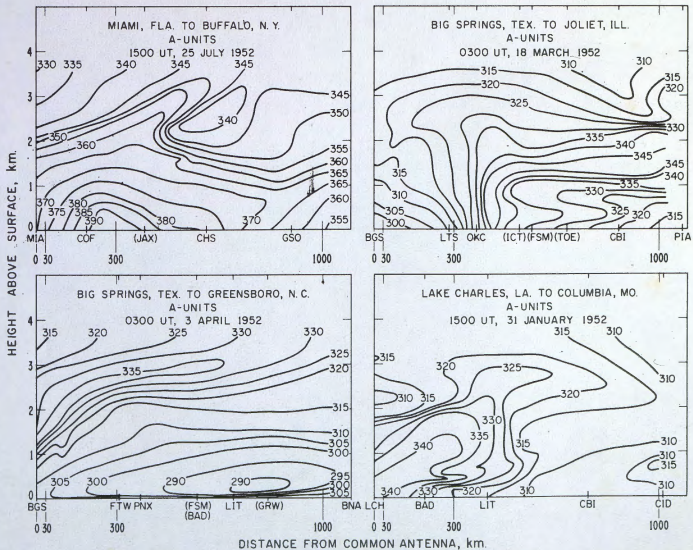 MIAMI, FLA. TO BUFFALO, N.Y.
A-UNITS
1500 UT, 25 JULY 1952
330 335 340 345 345
345
350
340
350
360
355
360
365
365
360
355
370
375
380
385
390
380
370
4
3
2
1
0
MIA COF (JAX) CHS GSO
30 300 1000
BIG SPRINGS, TEX. TO JOLIET, ILL.
A-UNITS
0300 UT, 18 MARCH 1952
310 310
315
315
320
320
325
330
335
340
345
345
340
335
330
325
320
315
315
310
305
300
BGS LTS OKC (ICT)(FSM)(TOE) CBI PIA
30 300 1000
HEIGHT ABOVE SURFACE, km.
BIG SPRINGS, TEX. TO GREENSBORO, N.C.
A-UNITS
0300 UT, 3 APRIL 1952
315 320 325 330 330
325
320
335
315
310
305
300
295
300
305
305 300 290 290
4
3
2
1
0
BGS FTW PNX (FSM) LIT (GRW) BNA
(BAD)
30 300 1000
LAKE CHARLES, LA. TO COLUMBIA, MO.
A-UNITS
1500 UT, 31 JANUARY 1952
315 310
310
315
320
325
310 315
320
315
330
335
340
315
310
315
310
340 330 320 310
LCH BAD LIT CBI CID
30 300 1000
DISTANCE FROM COMMON ANTENNA, km.